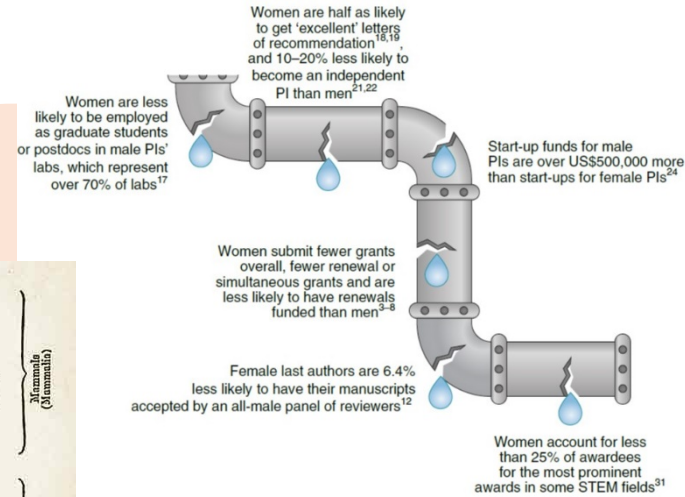 Women are half as likely
to get ‘excellent’ letters
of recommendation18,19,
and 10–20% less likely to
become an independent
PI than men21,22
Women are less
likely to be employed
as graduate students
or postdocs in male PIs’
labs, which represent
over 70% of labs17
Start-up funds for male
PIs are over US$500,000 more
than start-ups for female PIs24
Women submit fewer grants
overall, fewer renewal or
simultaneous grants and are
less likely to have renewals
funded than men3–8
Female last authors are 6.4%
less likely to have their manuscripts
accepted by an all-male panel of reviewers12
Women account for less
than 25% of awardees
for the most prominent
awards in some STEM fields31
Mammals
(Mammalia)